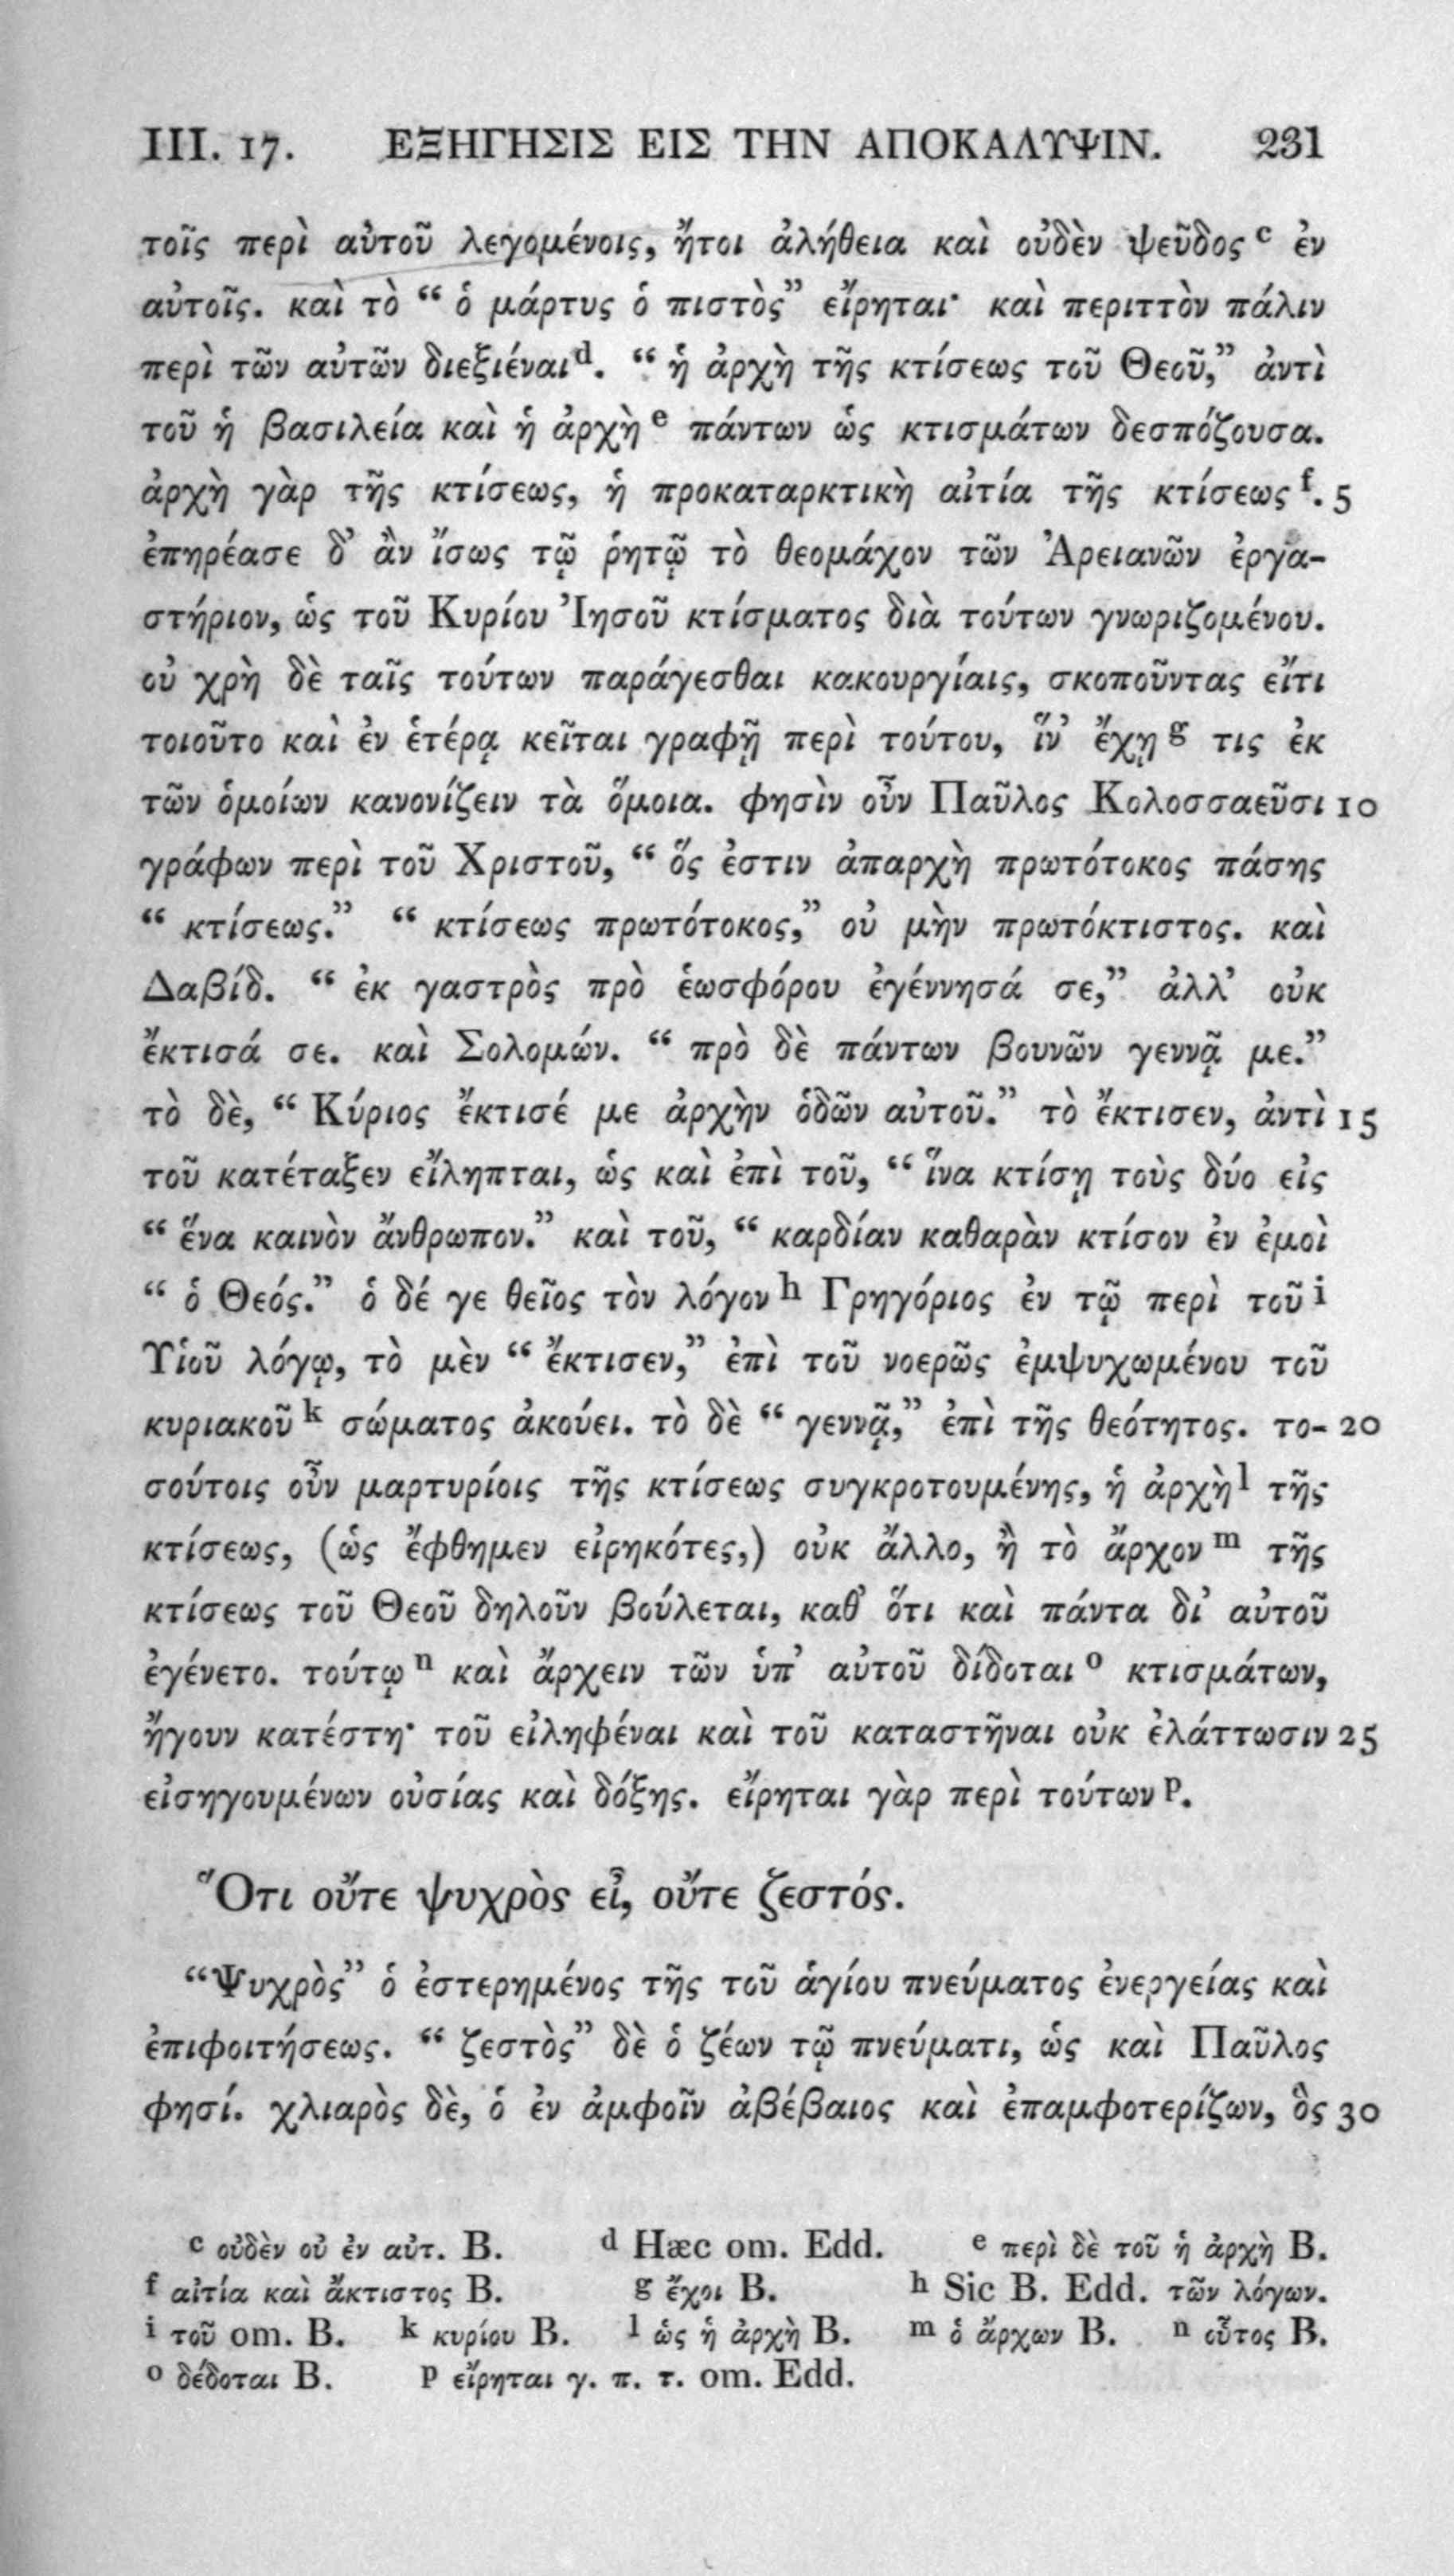 III. 17. ΕΞΗΓΗΣΙΣ ΕΙΣ ΤΗΝ ΑΠΟΚΑΛΥΨΙΝ. 231
τοῖς περὶ αὐτοῦ λεγομένοις, ἤτοι ἀλήθεια καὶ οὐδὲν ψεῦδος c ἐν
αὐτοῖς. καὶ τὸ “ ὁ μάρτυς ὁ πιστὸς” εἴρηται· καὶ περιττὸν πάλιν
περὶ τῶν αὐτῶν διεξιέναι d. “ ἡ ἀρχὴ τῆς κτίσεως τοῦ Θεοῦ,” ἀντὶ
τοῦ ἡ βασιλεία καὶ ἡ ἀρχὴ e πάντων ὡς κτισμάτων δεσπόζουσα.
ἀρχὴ γὰρ τῆς κτίσεως, ἡ προκαταρκτικὴ αἰτία τῆς κτίσεως f. 5
ἐπηρέασε δ’ ἂν ἴσως τῷ ῥητῷ τὸ θεομάχον τῶν Ἀρειανῶν ἐργα-
στήριον, ὡς τοῦ Κυρίου Ἰησοῦ κτίσματος διὰ τούτων γνωριζομένου.
οὐ χρὴ δὲ ταῖς τούτων παράγεσθαι κακουργίαις, σκοποῦντας εἴτι
τοιοῦτο καὶ ἐν ἑτέρᾳ κεῖται γραφῇ περὶ τούτου, ἵν’ ἔχῃ g τις ἐκ
τῶν ὁμοίων κανονίζειν τὰ ὅμοια. φησὶν οὖν Παῦλος Κολοσσαεῦσι 10
γράφων περὶ τοῦ Χριστοῦ, “ ὅς ἐστιν ἀπαρχὴ πρωτότοκος πάσης
“ κτίσεως.” “ κτίσεως πρωτότοκος,” οὐ μὴν πρωτόκτιστος. καὶ
Δαβίδ. “ ἐκ γαστρὸς πρὸ ἑωσφόρου ἐγέννησά σε,” ἀλλ’ οὐκ
ἔκτισά σε. καὶ Σολομών. “ πρὸ δὲ πάντων βουνῶν γεννᾷ με.”
τὸ δὲ, “ Κύριος ἔκτισέ με ἀρχὴν ὁδῶν αὐτοῦ.” τὸ ἔκτισεν, ἀντὶ 15
τοῦ κατέταξεν εἴληπται, ὡς καὶ ἐπὶ τοῦ, “ ἵνα κτίσῃ τοὺς δύο εἰς
“ ἕνα καινὸν ἄνθρωπον.” καὶ τοῦ, “ καρδίαν καθαρὰν κτίσον ἐν ἐμοὶ
“ ὁ Θεός.” ὁ δέ γε θεῖος τὸν λόγον h Γρηγόριος ἐν τῷ περὶ τοῦ i
Υἱοῦ λόγῳ, τὸ μὲν “ ἔκτισεν,” ἐπὶ τοῦ νοερῶς ἐμψυχωμένου τοῦ
κυριακοῦ k σώματος ἀκούει. τὸ δὲ “ γεννᾷ,” ἐπὶ τῆς θεότητος. το- 20
σούτοις οὖν μαρτυρίοις τῆς κτίσεως συγκροτουμένης, ἡ ἀρχὴ l τῆς
κτίσεως, (ὡς ἔφθημεν εἰρηκότες,) οὐκ ἄλλο, ἢ τὸ ἄρχον m τῆς
κτίσεως τοῦ Θεοῦ δηλοῦν βούλεται, καθ’ ὅτι καὶ πάντα δι’ αὐτοῦ
ἐγένετο. τούτῳ n καὶ ἄρχειν τῶν ὑπ’ αὐτοῦ δίδοται o κτισμάτων,
ἤγουν κατέστη· τοῦ εἰληφέναι καὶ τοῦ καταστῆναι οὐκ ἐλάττωσιν 25
εἰσηγουμένων οὐσίας καὶ δόξης. εἴρηται γὰρ περὶ τούτων p.
Ὅτι οὔτε ψυχρὸς εἶ, οὔτε ζεστός.
“Ψυχρὸς” ὁ ἐστερημένος τῆς τοῦ ἁγίου πνεύματος ἐνεργείας καὶ
ἐπιφοιτήσεως. “ ζεστὸς” δὲ ὁ ζέων τῷ πνεύματι, ὡς καὶ Παῦλος
φησί. χλιαρὸς δὲ, ὁ ἐν ἀμφοῖν ἀβέβαιος καὶ ἐπαμφοτερίζων, ὃς 30
c οὐδὲν οὐ ἐν αὐτ. B. d Hæc om. Edd. e περὶ δὲ τοῦ ἡ ἀρχὴ B.
f αἰτία καὶ ἄκτιστος B. g ἔχοι B. h Sic B. Edd. τῶν λόγων.
i τοῦ om. B. k κυρίου B. l ὡς ἡ ἀρχὴ B. m ὁ ἄρχων B. n οὗτος B.
o δέδοται B. p εἴρηται γ. π. τ. om. Edd.